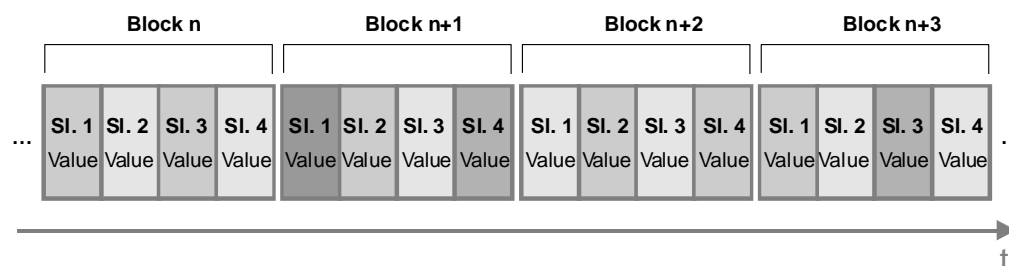 Block n Block n+1 Block n+2 Block n+3
... Sl. 1 Sl. 2 Sl. 3 Sl. 4 Sl. 1 Sl. 2 Sl. 3 Sl. 4 Sl. 1 Sl. 2 Sl. 3 Sl. 4 Sl. 1 Sl. 2 Sl. 3 Sl. 4 .
Value Value Value Value Value Value Value Value Value Value Value Value Value Value Value Value
t